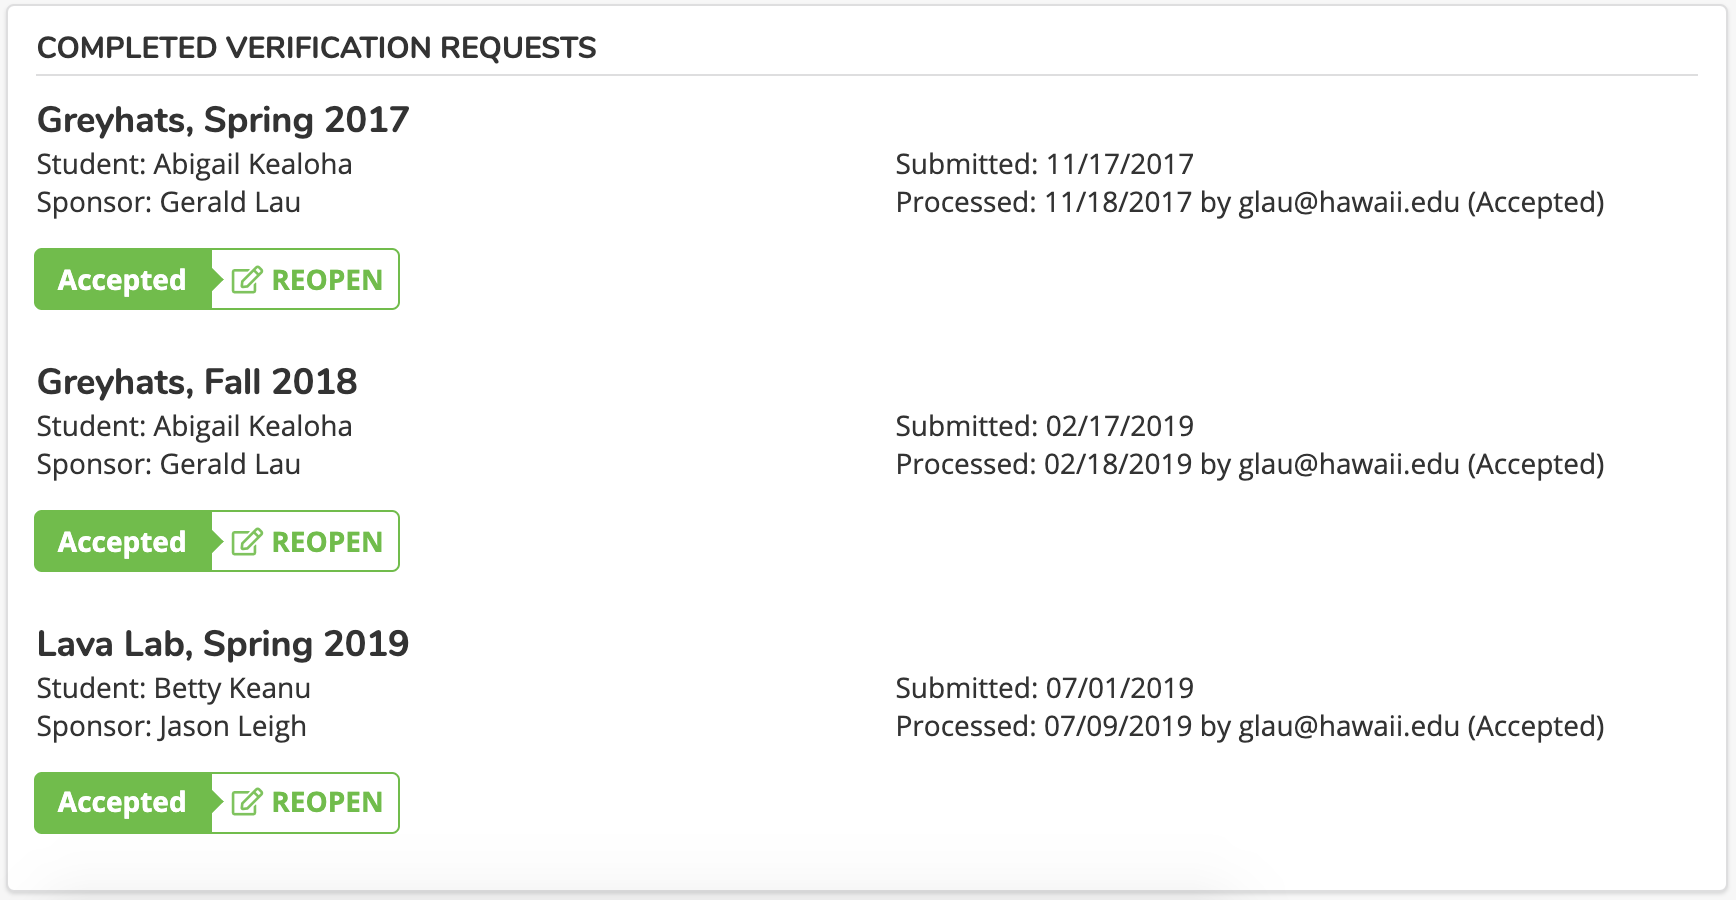 COMPLETED VERIFICATION REQUESTS
Greyhats, Spring 2017
Student: Abigail Kealoha
Submitted: 11/17/2017
Sponsor: Gerald Lau
Processed: 11/18/2017 by glau@hawaii.edu (Accepted)
Accepted REOPEN
Greyhats, Fall 2018
Student: Abigail Kealoha
Submitted: 02/17/2019
Sponsor: Gerald Lau
Processed: 02/18/2019 by glau@hawaii.edu (Accepted)
Accepted REOPEN
Lava Lab, Spring 2019
Student: Betty Keanu
Submitted: 07/01/2019
Sponsor: Jason Leigh
Processed: 07/09/2019 by glau@hawaii.edu (Accepted)
Accepted REOPEN